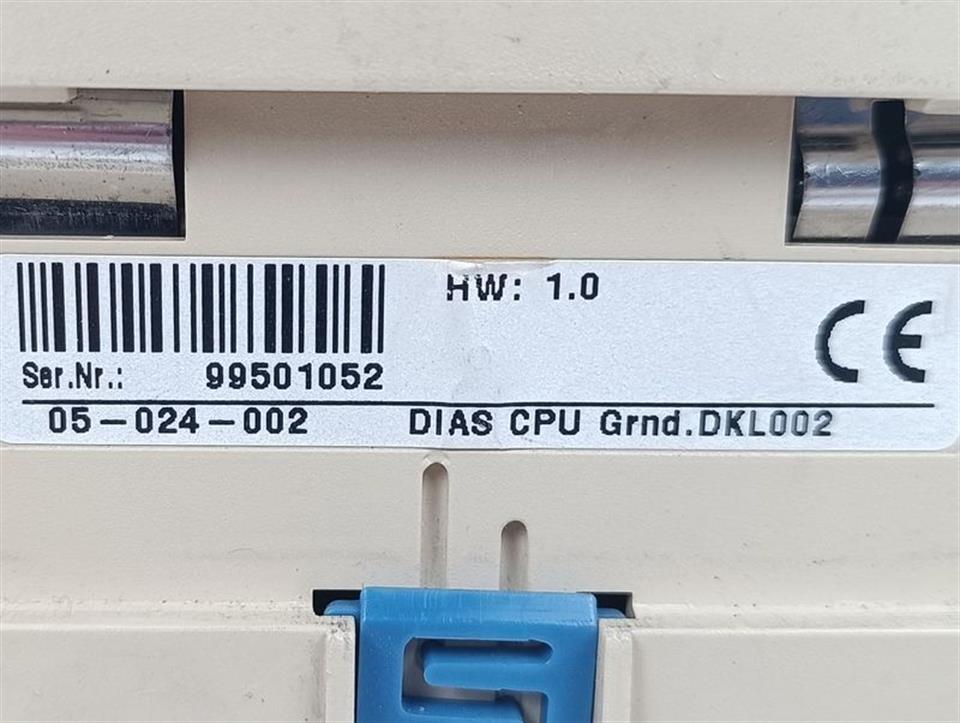 HW: 1.0
CE
Ser.Nr.: 99501052
05-024-002 DIAS CPU Grnd.DKL002